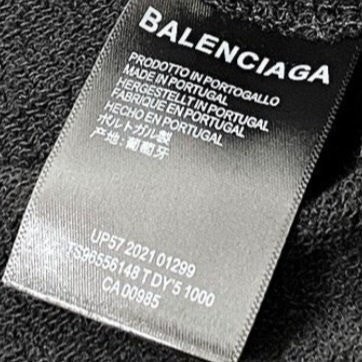 BALENCIAGA
PRODOTTO IN PORTOGALLO
MADE IN PORTUGAL
HERGESTELLT IN PORTUGAL
FABRIQUE EN PORTUGAL
HECHO EN PORTUGAL
ポルトガル製
产地:葡萄牙
UP57 2021 01299
TS96556148 T DY'5 1000
CA 00985